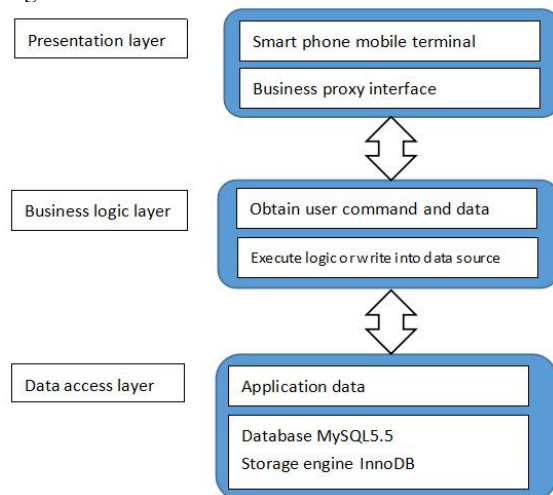 Presentation layer
Smart phone mobile terminal
Business proxy interface
Business logic layer
Obtain user command and data
Execute logic or write into data source
Data access layer
Application data
Database MySQL5.5
Storage engine InnoDB